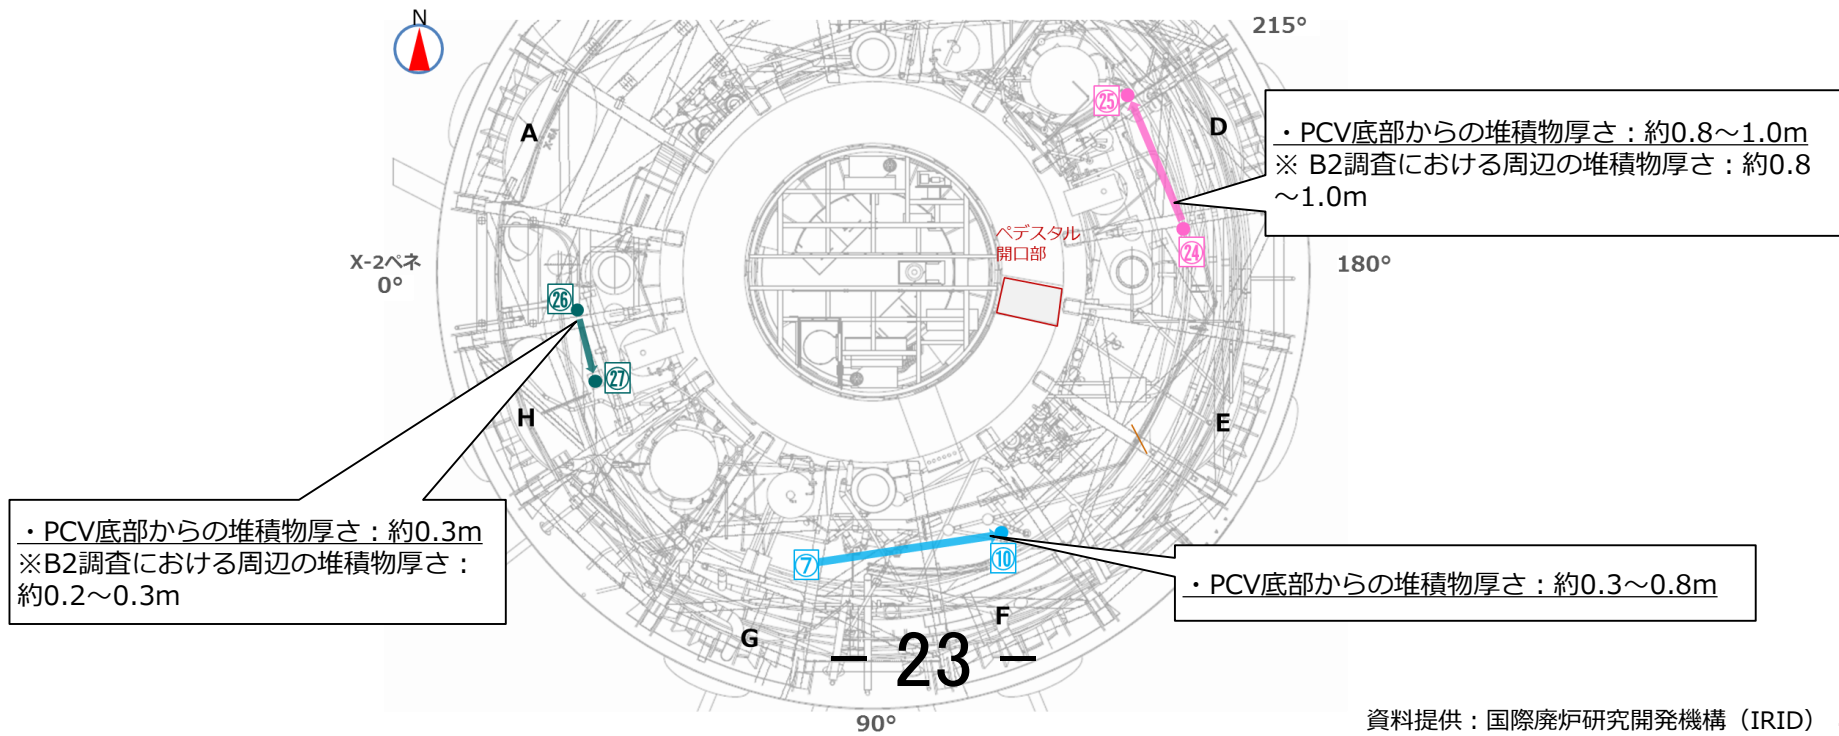 N
215°
A
㉕
D
・PCV底部からの堆積物厚さ：約0.8～1.0m
※ B2調査における周辺の堆積物厚さ：約0.8
～1.0m
ペデスタル
開口部
㉔
X-2ペネ
0°
180°
㉖
㉗
H
E
・PCV底部からの堆積物厚さ：約0.3m
※B2調査における周辺の堆積物厚さ：
約0.2～0.3m
⑦
⑩
・PCV底部からの堆積物厚さ：約0.3～0.8m
F
G
－ 23 －
90°
資料提供：国際廃炉研究開発機構（IRID）